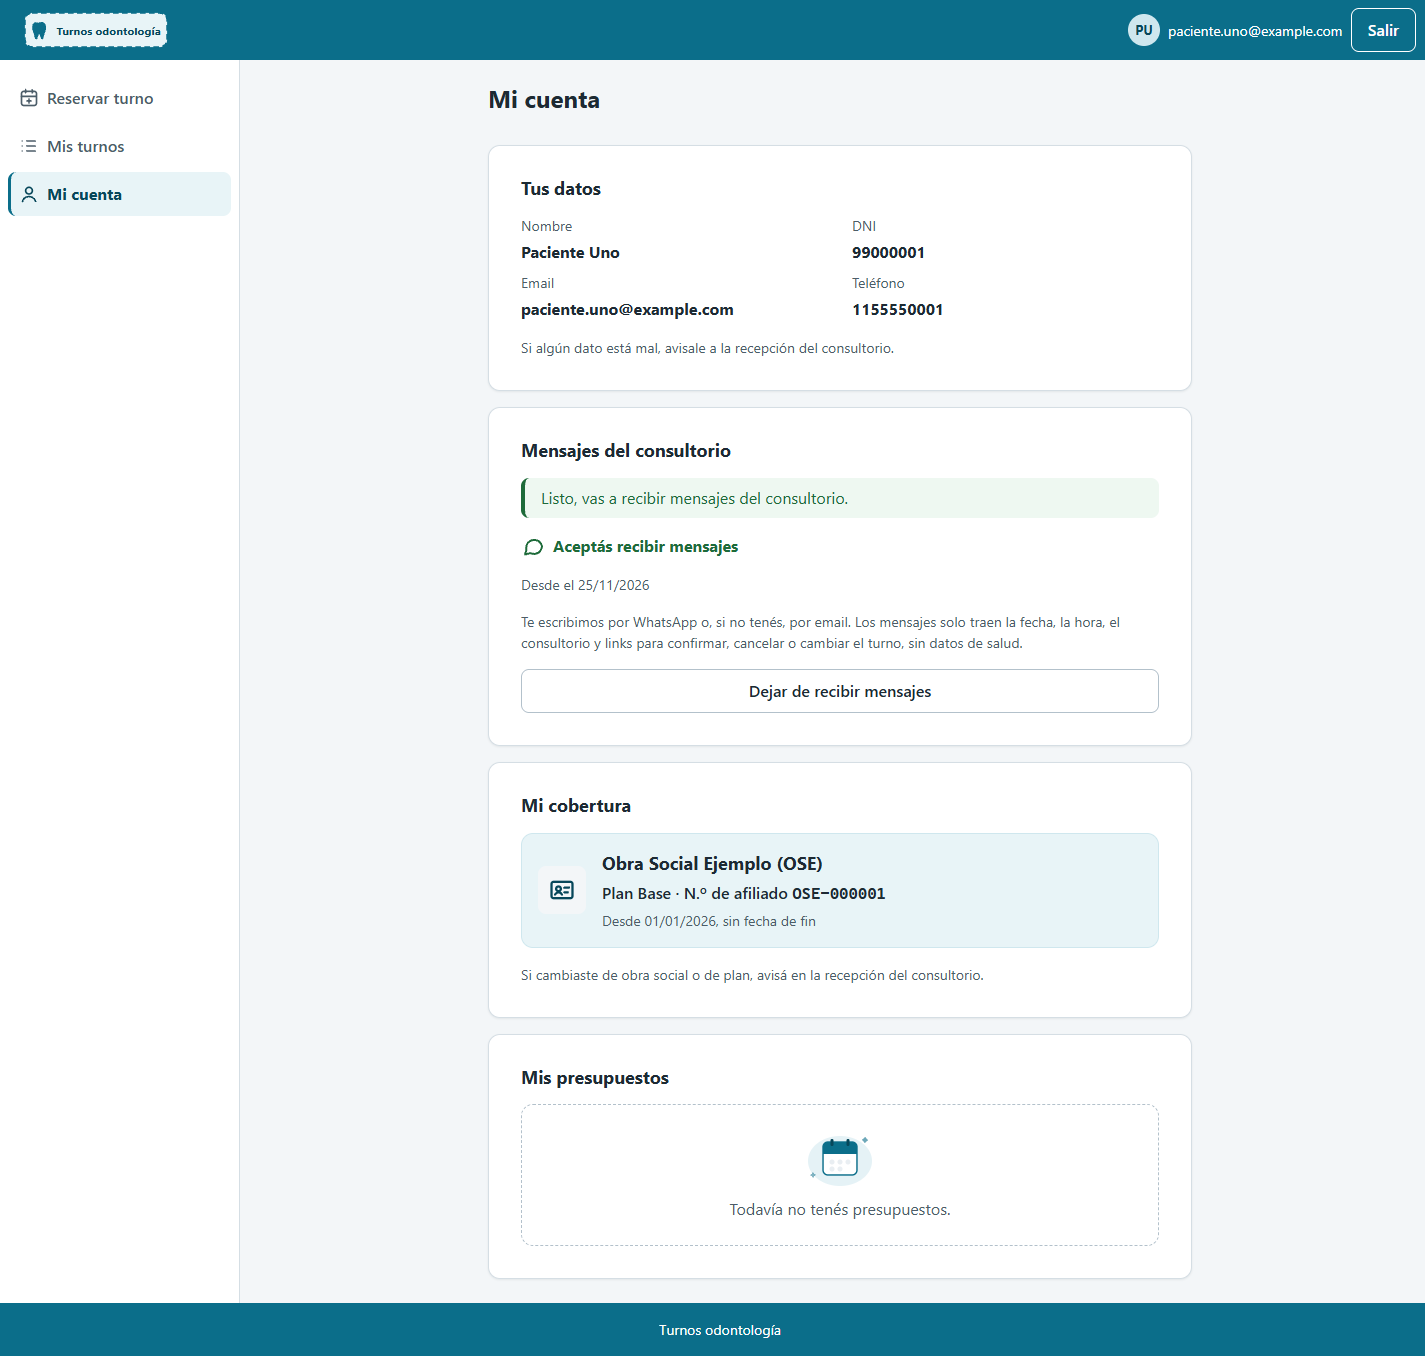 Turnos odontología
PU
paciente.uno@example.com
Salir
Reservar turno
Mis turnos
Mi cuenta
Mi cuenta
Tus datos
Nombre
DNI
Paciente Uno
99000001
Email
Teléfono
paciente.uno@example.com
1155550001
Si algún dato está mal, avisale a la recepción del consultorio.
Mensajes del consultorio
Listo, vas a recibir mensajes del consultorio.
Aceptás recibir mensajes
Desde el 25/11/2026
Te escribimos por WhatsApp o, si no tenés, por email. Los mensajes solo traen la fecha, la hora, el
consultorio y links para confirmar, cancelar o cambiar el turno, sin datos de salud.
Dejar de recibir mensajes
Mi cobertura
Obra Social Ejemplo (OSE)
Plan Base · N.º de afiliado OSE-000001
Desde 01/01/2026, sin fecha de fin
Si cambiaste de obra social o de plan, avisá en la recepción del consultorio.
Mis presupuestos
Todavía no tenés presupuestos.
Turnos odontología